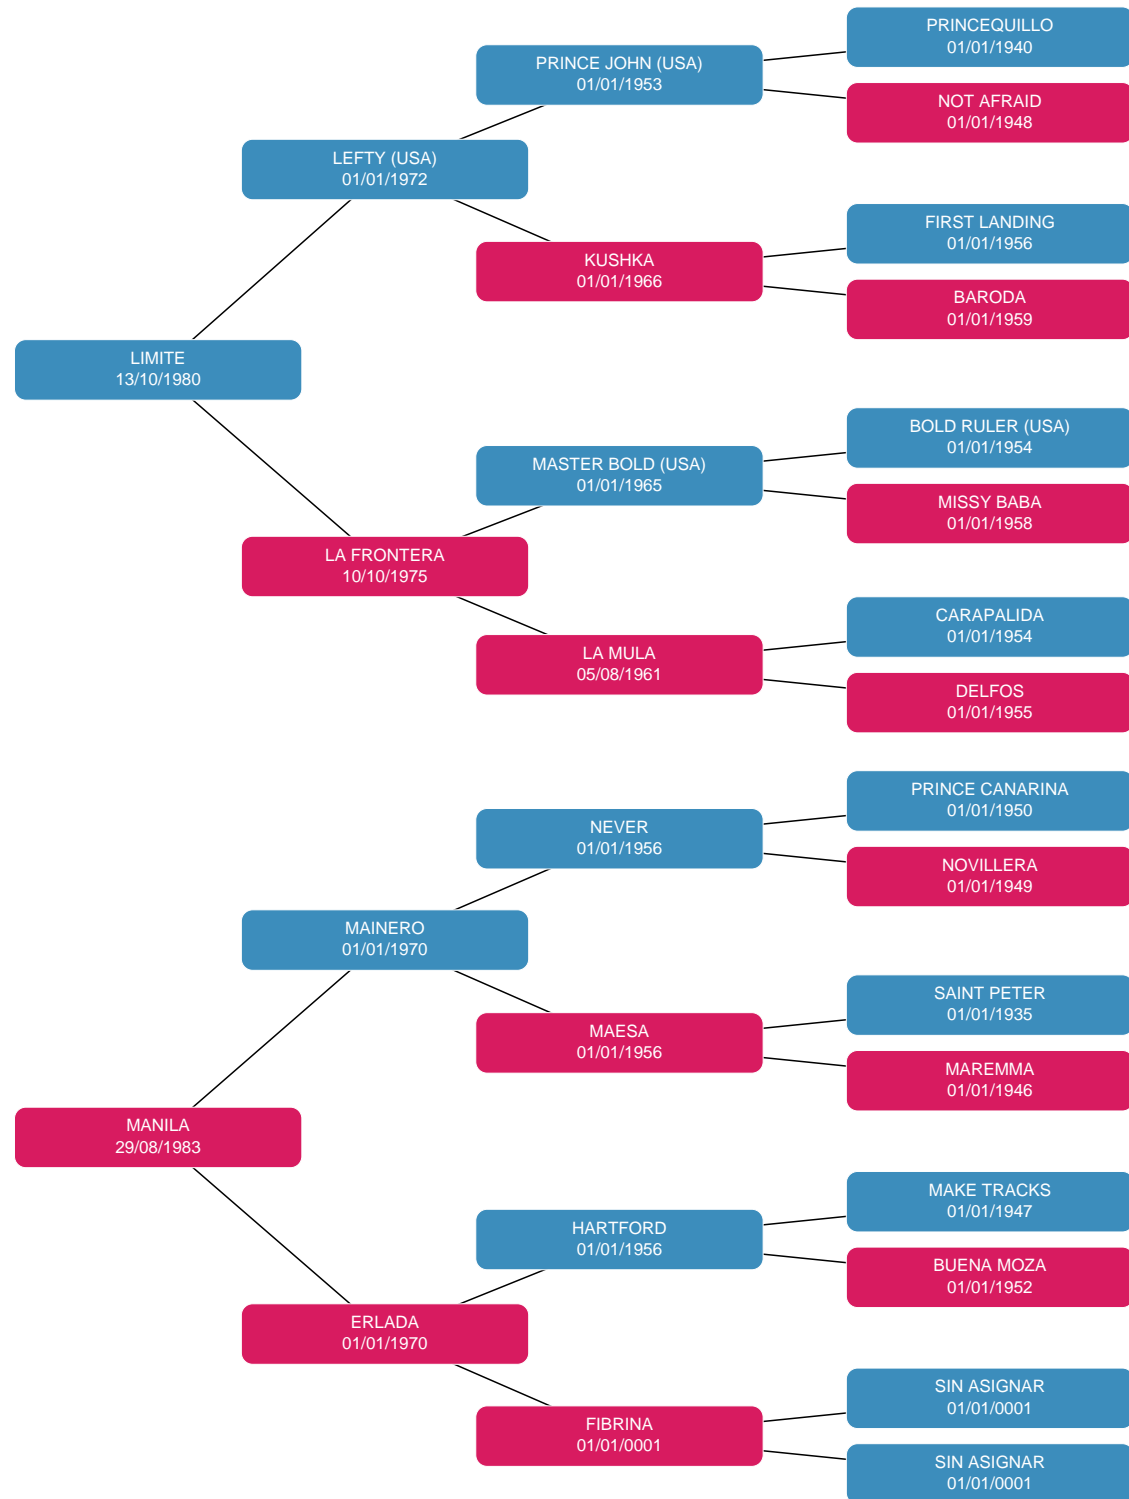 PRINCEQUILLO
01/01/1940
PRINCE JOHN (USA)
01/01/1953
NOT AFRAID
01/01/1948
LEFTY (USA)
01/01/1972
FIRST LANDING
01/01/1956
KUSHKA
01/01/1966
BARODA
01/01/1959
LIMITE
13/10/1980
BOLD RULER (USA)
01/01/1954
MASTER BOLD (USA)
01/01/1965
MISSY BABA
01/01/1958
LA FRONTERA
10/10/1975
CARAPALIDA
01/01/1954
LA MULA
05/08/1961
DELFOS
01/01/1955
PRINCE CANARINA
01/01/1950
NEVER
01/01/1956
NOVILLERA
01/01/1949
MAINERO
01/01/1970
SAINT PETER
01/01/1935
MAESA
01/01/1956
MAREMMA
01/01/1946
MANILA
29/08/1983
MAKE TRACKS
01/01/1947
HARTFORD
01/01/1956
BUENA MOZA
01/01/1952
ERLADA
01/01/1970
SIN ASIGNAR
01/01/0001
FIBRINA
01/01/0001
SIN ASIGNAR
01/01/0001